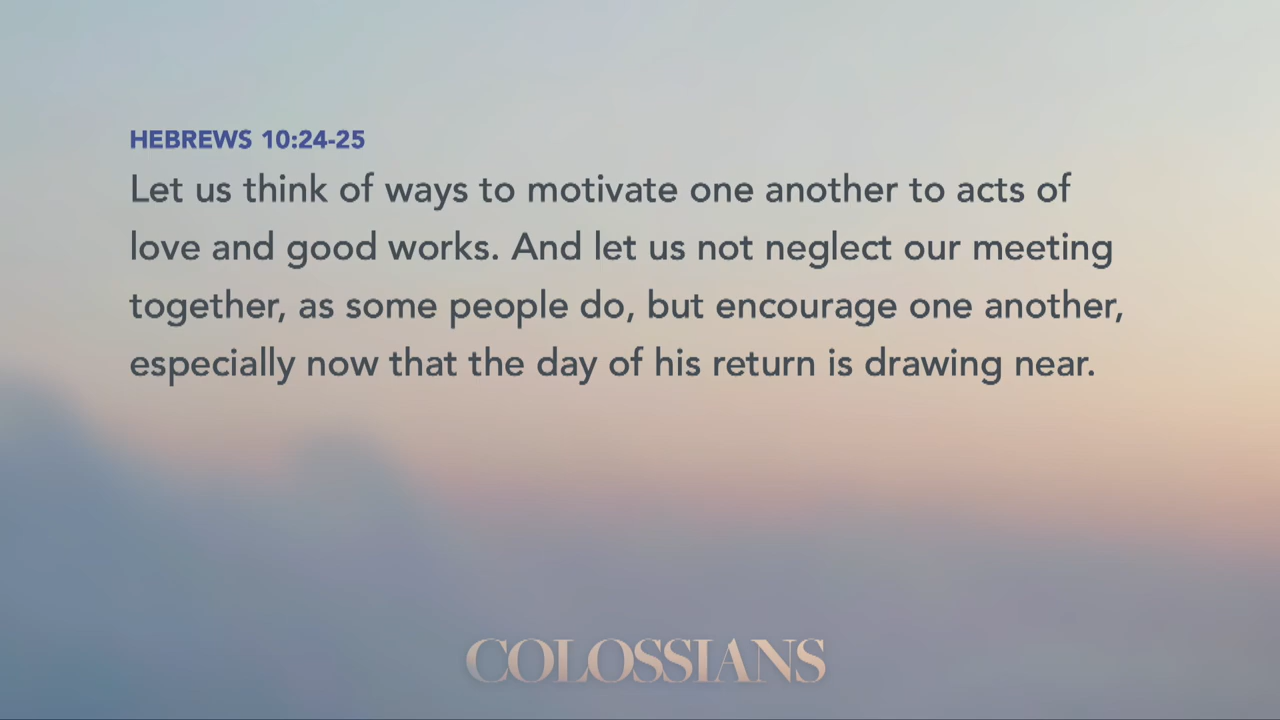 HEBREWS 10:24-25
Let us think of ways to motivate one another to acts of
love and good works. And let us not neglect our meeting
together, as some people do, but encourage one another,
especially now that the day of his return is drawing near.
COLOSSIANS